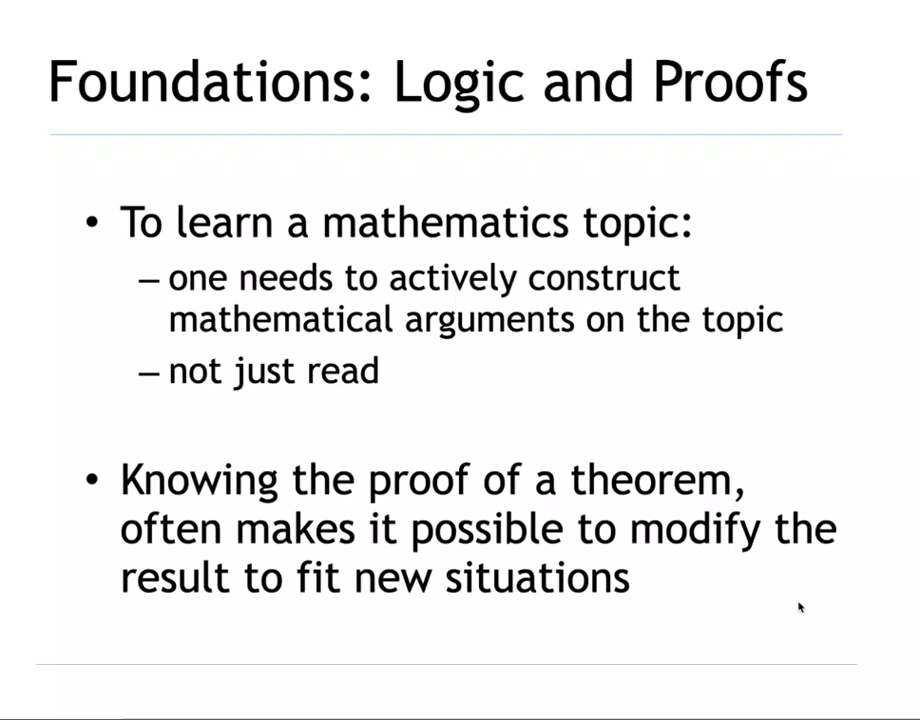 Foundations: Logic and Proofs
• To learn a mathematics topic:
– one needs to actively construct
mathematical arguments on the topic
– not just read
• Knowing the proof of a theorem,
often makes it possible to modify the
result to fit new situations